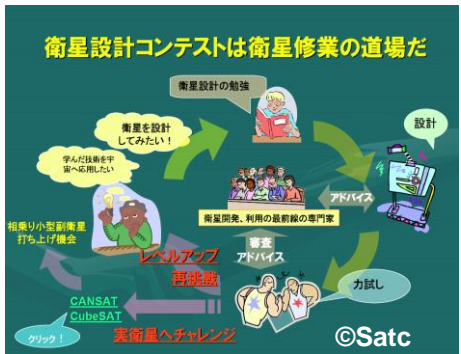 衛星設計コンテストは衛星修業の道場だ
衛星設計の勉強
衛星を設計
してみたい!
設計
学んだ技術を宇
宙へ応用したい
アドバイス
衛星開発、利用の最前線の専門家
相乗り小型副衛星
打ち上げ機会
審査
アドバイス
レベルアップ
再挑戦
力試し
CANSAT
CubeSAT
クリック!
実衛星へチャレンジ
©Satc